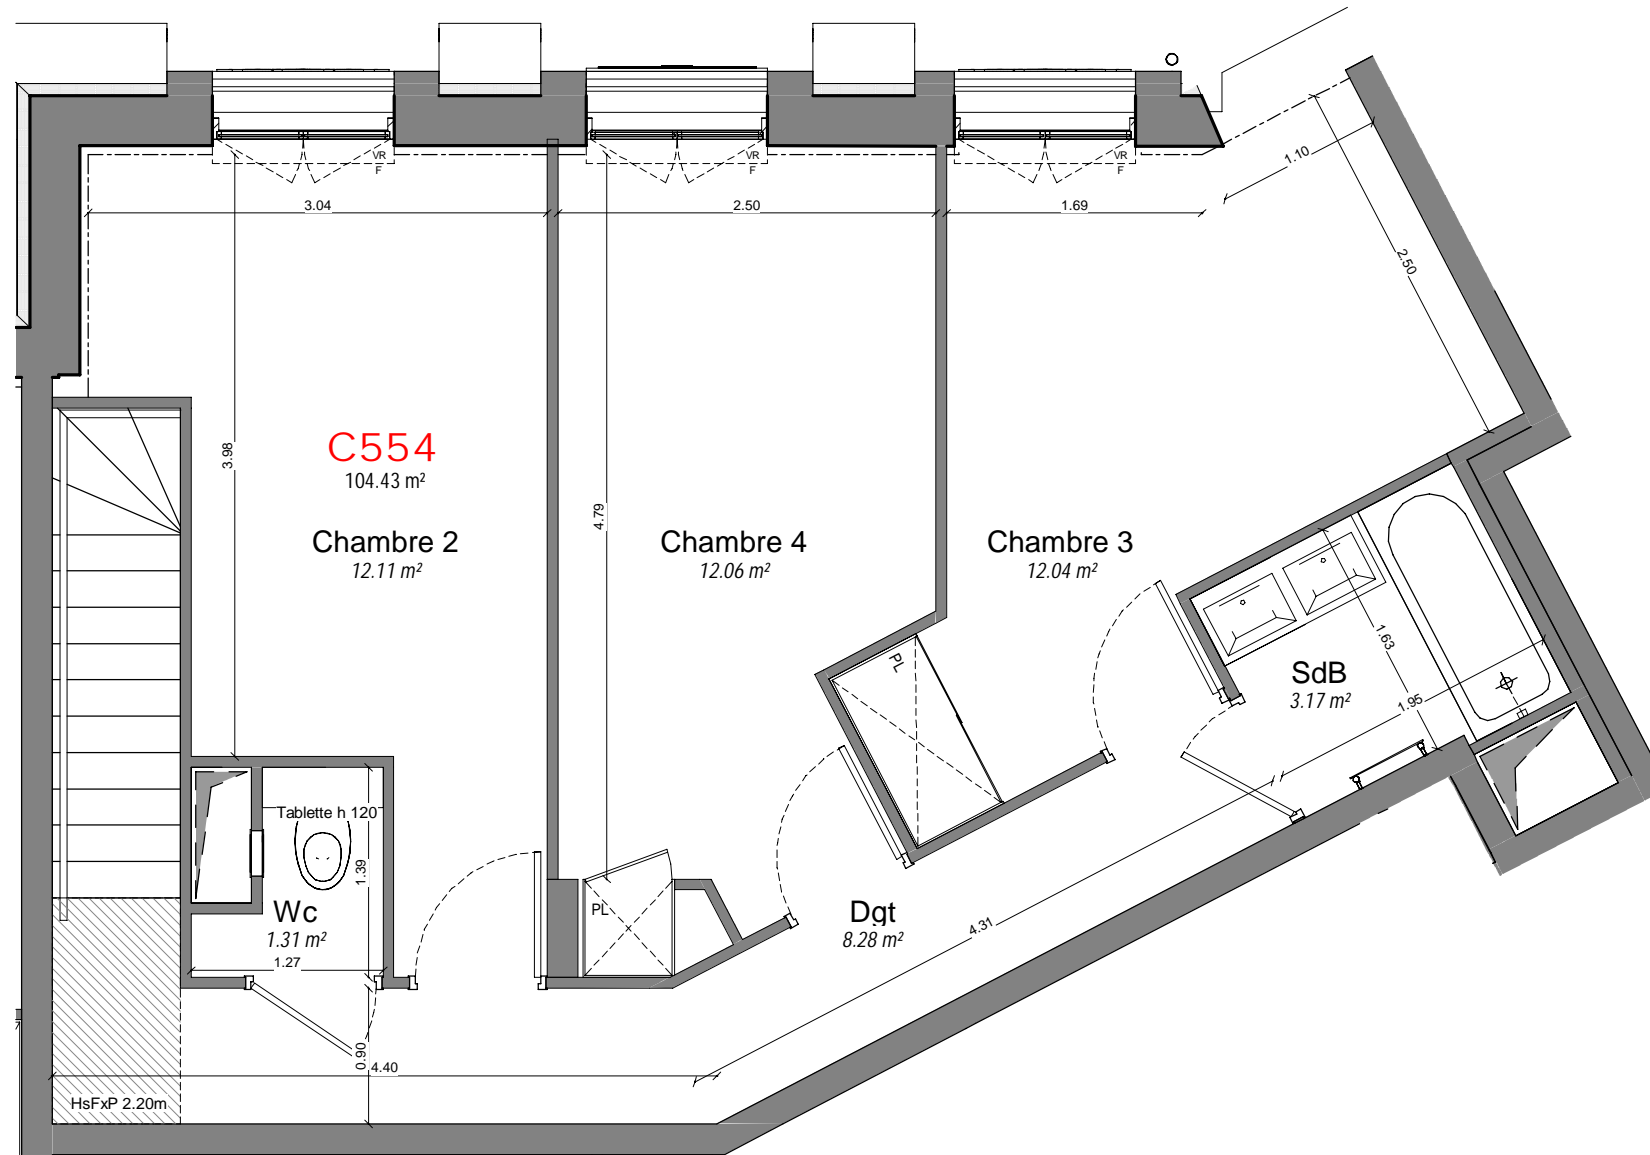 VR
F
VR
F
VR
F
1.10
3.04
2.50
1.69
2.50
3.98
C554
104.43 m²
4.79
Chambre 2
12.11 m²
Chambre 4
12.06 m²
Chambre 3
12.04 m²
1.63
PL
SdB
3.17 m²
1.95
Tablette h 120
1.39
PL
Wc
1.31 m²
Dgt
8.28 m²
4.31
1.27
0.90
4.40
HsFxP 2.20m